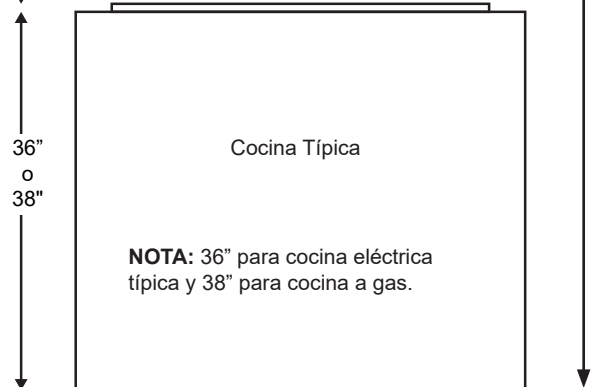 36”
o
38"
Cocina Típica
NOTA: 36” para cocina eléctrica
típica y 38” para cocina a gas.